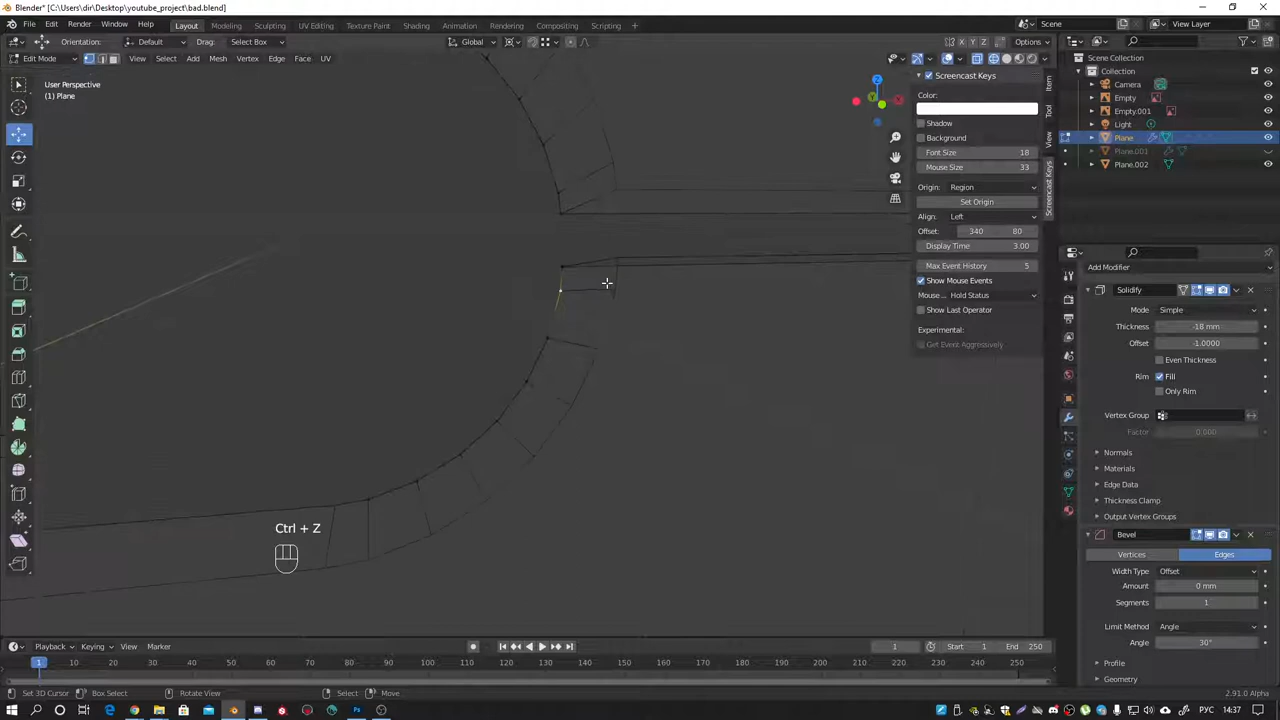 Blender* [C:\Users\dir\Desktop\youtube_project\bad.blend]
File Edit Render Window Help Layout Modeling Sculpting UV Editing Texture Paint Shading Animation Rendering Compositing Scripting Scene View Layer
Orientation: Default Drag: Select Box Global X Y Z Options
Edit Mode View Select Add Mesh Vertex Edge Face UV
User Perspective
(1) Plane
Z
Screencast Keys
Color:
Shadow
Background
Font Size 18
Mouse Size 33
Origin: Region
Set Origin
Align: Left
Offset: 340 80
Display Time 3.00
Max Event History 5
Show Mouse Events
Mouse... Hold Status
Show Last Operator
Experimental:
Get Event Aggressively
Item
Tool
View
Screencast Keys
Scene Collection
Collection
Camera
Empty
Empty.001
Light
Plane
Plane.001
Plane.002
Add Modifier
Solidify
Mode Simple
Thickness -18 mm
Offset -1.0000
Even Thickness
Rim Fill
Only Rim
Vertex Group
Factor 0.000
Normals
Materials
Edge Data
Thickness Clamp
Output Vertex Groups
Bevel
Vertices Edges
Width Type Offset
Amount 0 mm
Segments 1
Limit Method Angle
Angle 30°
Profile
Geometry
Ctrl + Z
Playback Keying View Marker 1 Start 1 End 250
1 10 20 30 40 50 60 70 80 90 100 110 120 130 140 150 160 170 180 190 200 210 220 230 240 250
Set 3D Cursor Box Select Rotate View Select Move 2.91.0 Alpha
РУС 14:37